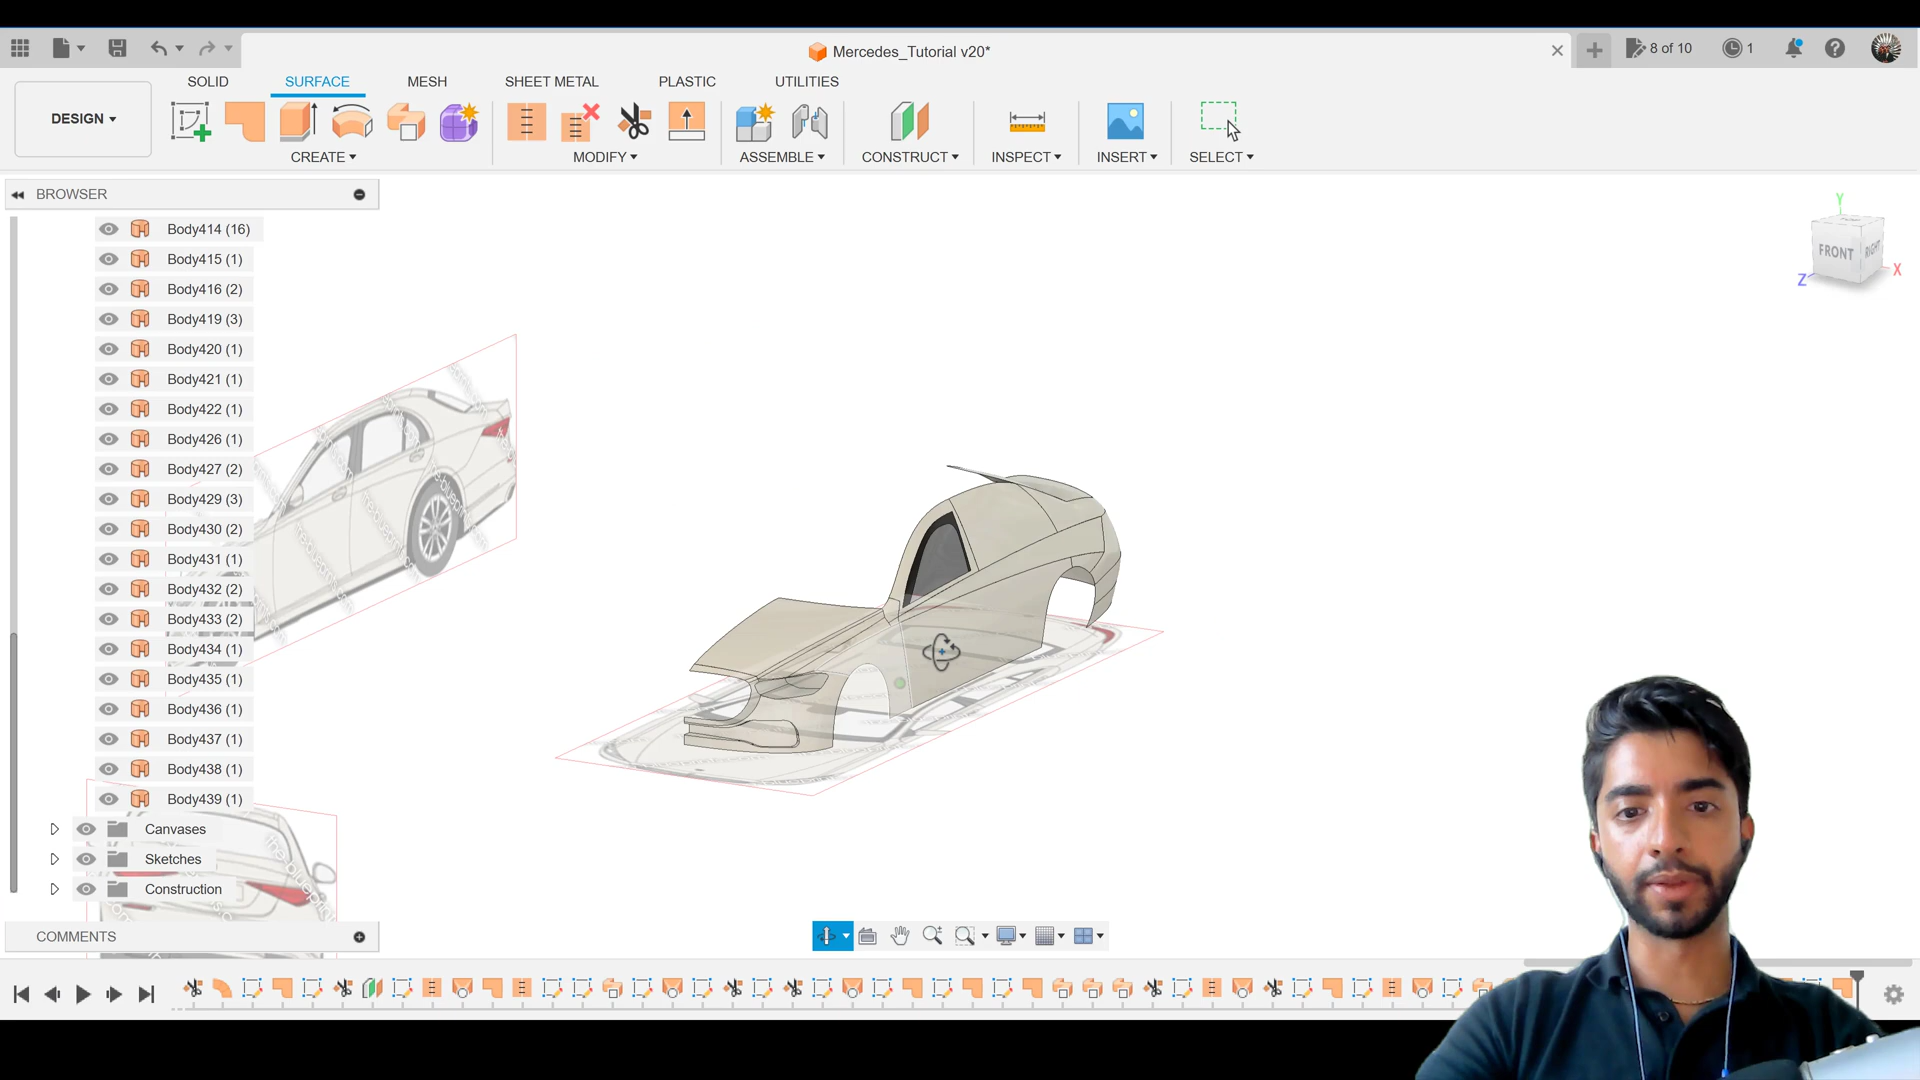 Mercedes_Tutorial v20*
8 of 10
1
DESIGN
SOLID
SURFACE
MESH
SHEET METAL
PLASTIC
UTILITIES
CREATE
MODIFY
ASSEMBLE
CONSTRUCT
INSPECT
INSERT
SELECT
BROWSER
Body414 (16)
Body415 (1)
Body416 (2)
Body419 (3)
Body420 (1)
Body421 (1)
Body422 (1)
Body426 (1)
Body427 (2)
Body429 (3)
Body430 (2)
Body431 (1)
Body432 (2)
Body433 (2)
Body434 (1)
Body435 (1)
Body436 (1)
Body437 (1)
Body438 (1)
Body439 (1)
Canvases
Sketches
Construction
COMMENTS
Y
FRONT
RIGHT
Z
X